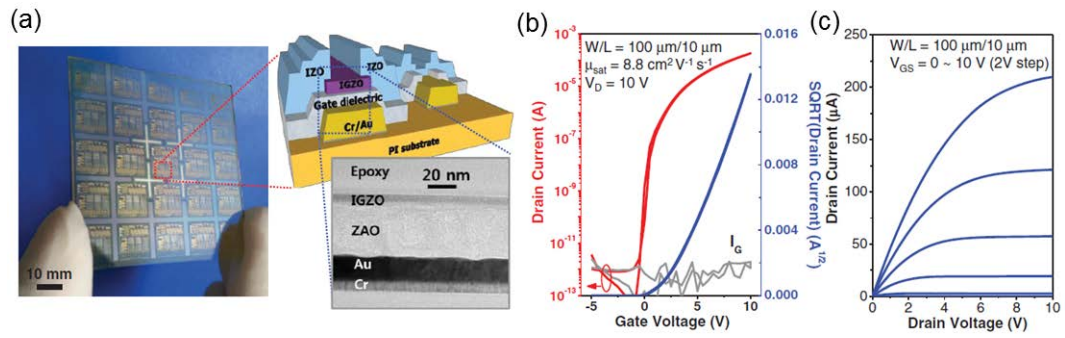 (a)
IZO
IZO
IGZO
Gate dielectric
Cr/Au
PI substrate
Epoxy
20 nm
IGZO
ZAO
Au
Cr
10 mm
(b)
W/L = 100 μm/10 μm
μsat = 8.8 cm² V⁻¹ s⁻¹
VD = 10 V
IG
Drain Current (A)
10⁻³
10⁻⁵
10⁻⁷
10⁻⁹
10⁻¹¹
10⁻¹²
10⁻¹³
-5 0 5 10
Gate Voltage (V)
0.016
0.012
0.008
0.004
0.000
SQRT(Drain Current) (A¹/²)
(c)
W/L = 100 μm/10 μm
VGS = 0 ~ 10 V (2V step)
Drain Current (μA)
250
200
150
100
50
0
0 2 4 6 8 10
Drain Voltage (V)